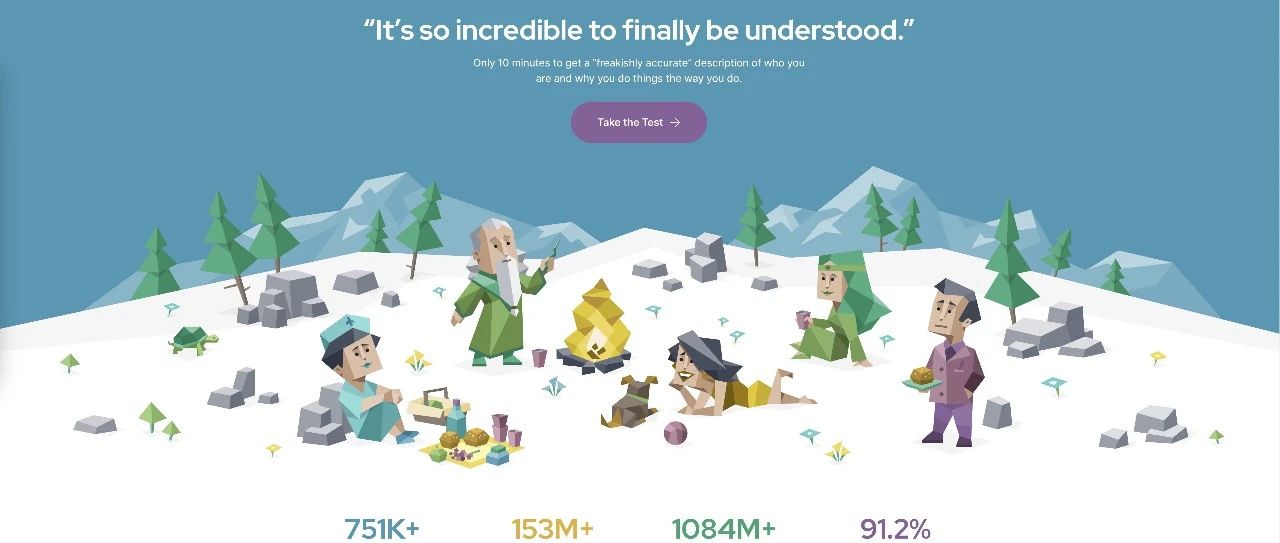 “It’s so incredible to finally be understood.”
Only 10 minutes to get a “freakishly accurate” description of who you
are and why you do things the way you do.
Take the Test →
751K+ 153M+ 1084M+ 91.2%